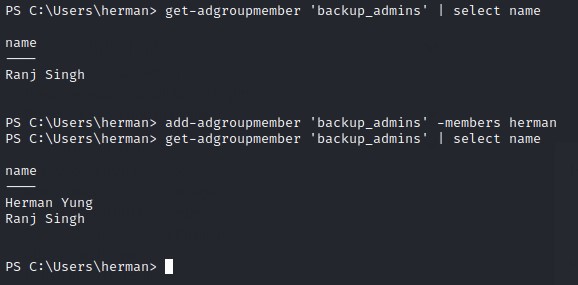 PS C:\Users\herman> get-adgroupmember 'backup_admins' | select name
name
----
Ranj Singh
PS C:\Users\herman> add-adgroupmember 'backup_admins' -members herman
PS C:\Users\herman> get-adgroupmember 'backup_admins' | select name
name
----
Herman Yung
Ranj Singh
PS C:\Users\herman>